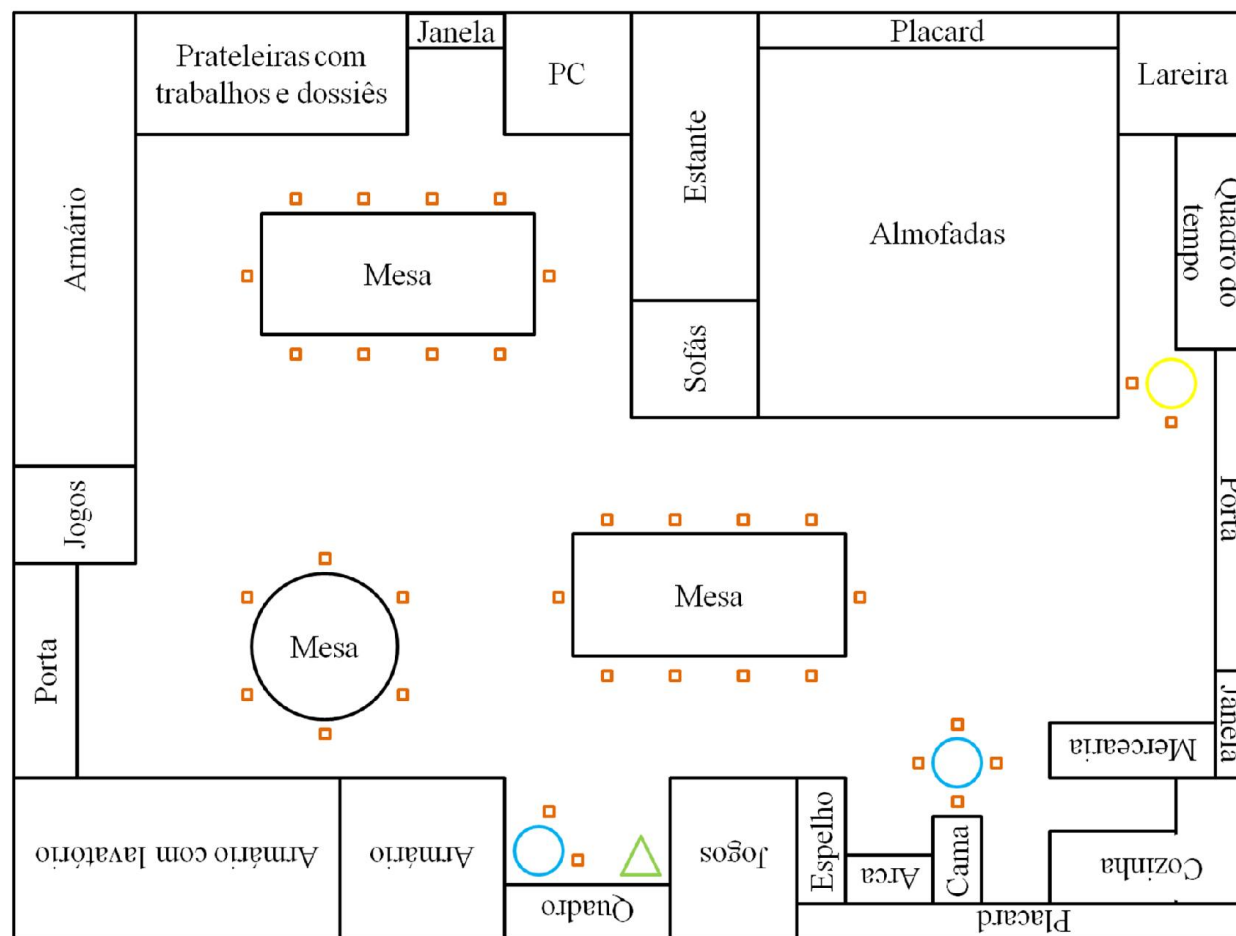 Janela
Placard
Prateleiras com
trabalhos e dossiês
PC
Lareira
Armário
Estante
Almofadas
Quadro do
tempo
Mesa
Sofás
Jogos
Porta
Mesa
Mesa
Porta
Janela
Mercearia
Armário com lavatório
Armário
Quadro
Jogos
Espelho
Arca
Cama
Cozinha
Placard